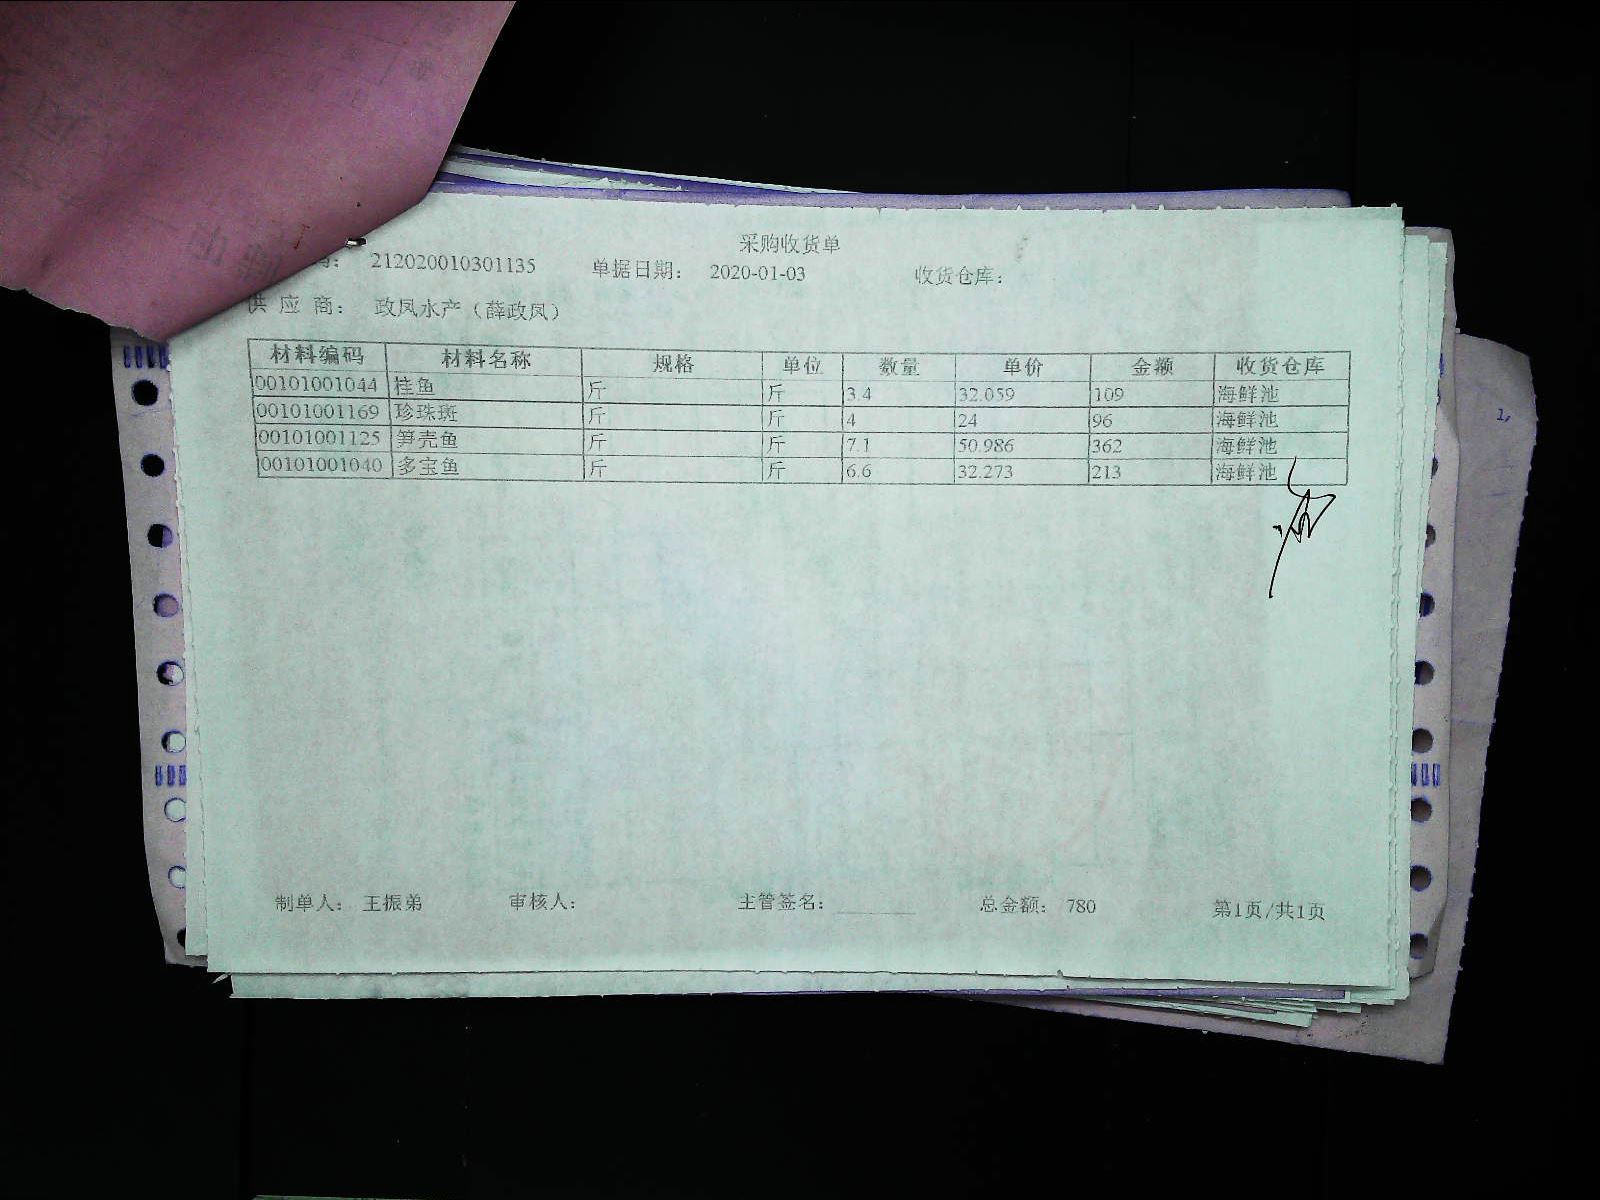 采购收货单
码: 212020010301135 单据日期: 2020-01-03 收货仓库:
供应商: 政凤水产（薛政凤）
材料编码 材料名称 规格 单位 数量 单价 金额 收货仓库
00101001044 桂鱼 斤 斤 3.4 32.059 109 海鲜池
00101001169 珍珠斑 斤 斤 4 24 96 海鲜池
00101001125 笋壳鱼 斤 斤 7.1 50.986 362 海鲜池
00101001040 多宝鱼 斤 斤 6.6 32.273 213 海鲜池
制单人: 王振弟 审核人: 主管签名: 总金额: 780 第1页/共1页